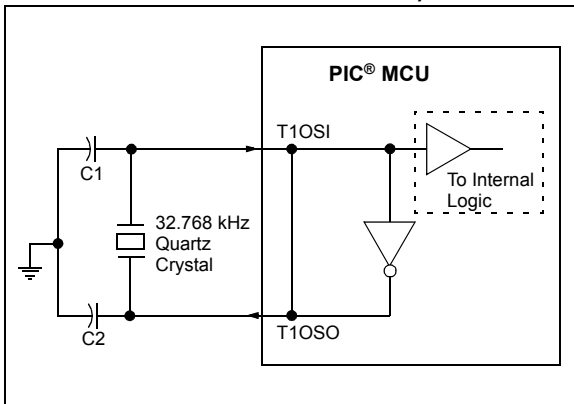 PIC® MCU
T1OSI
C1
To Internal
Logic
32.768 kHz
Quartz
Crystal
C2
T1OSO